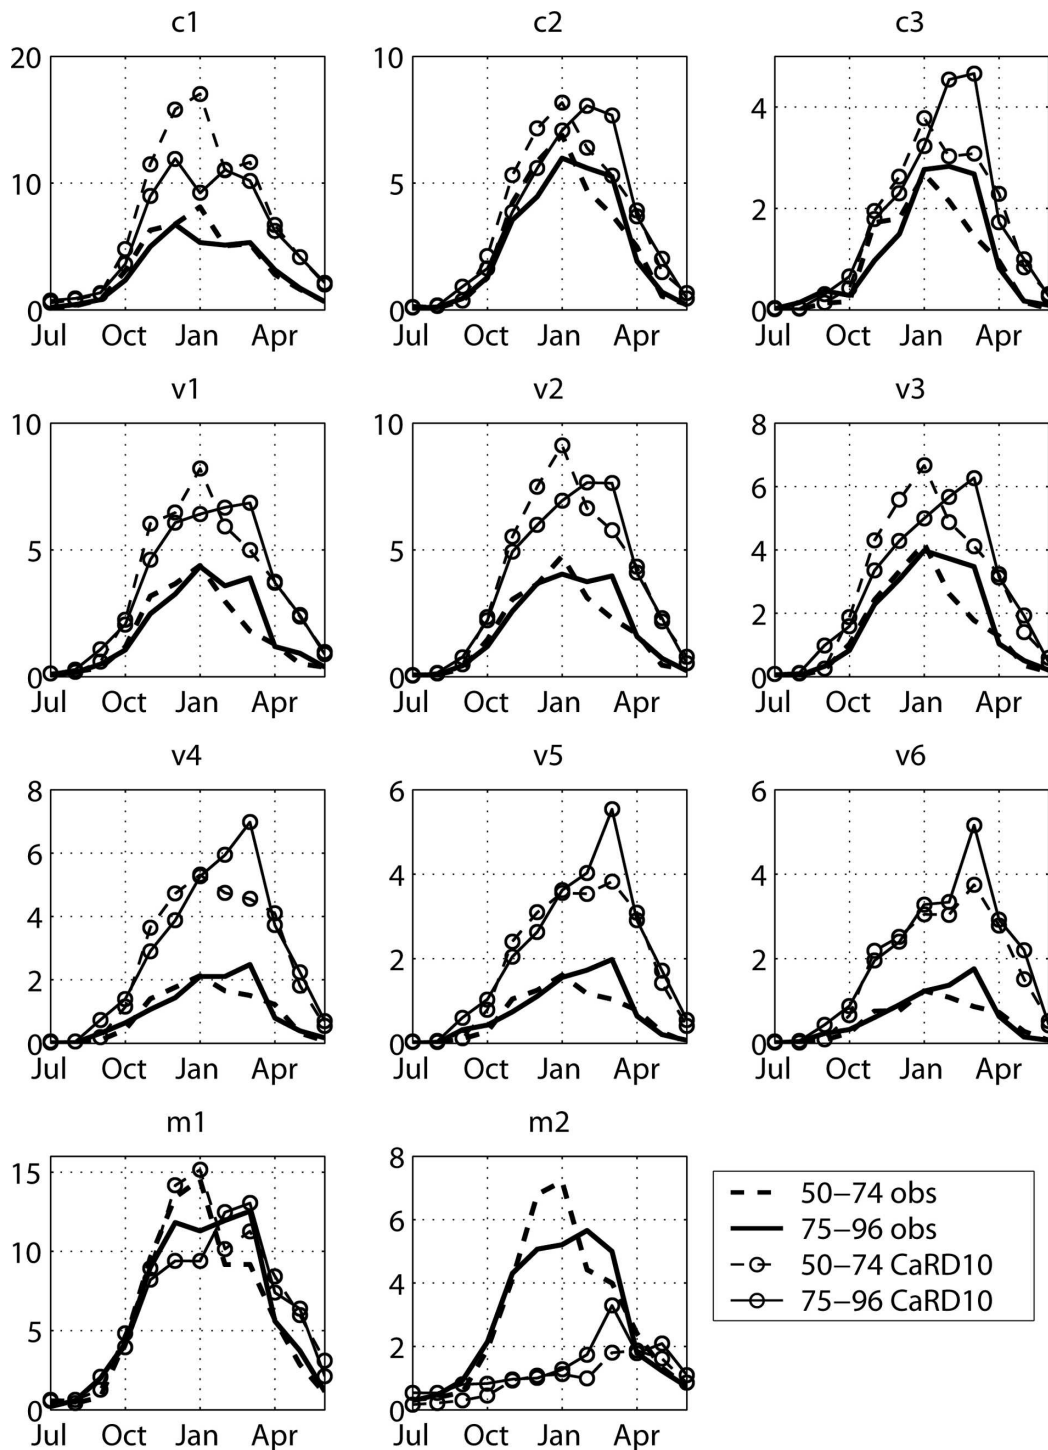 c1 c2 c3
20 10
4
10 5
2
0 0 0
Jul Oct Jan Apr Jul Oct Jan Apr Jul Oct Jan Apr
v1 v2 v3
10 10 8
6
5 5 4
2
0 0 0
Jul Oct Jan Apr Jul Oct Jan Apr Jul Oct Jan Apr
v4 v5 v6
8 6 6
6
4 4
4
2 2
2
0 0 0
Jul Oct Jan Apr Jul Oct Jan Apr Jul Oct Jan Apr
m1 m2
15 8
6
10
4
5
2
0 0
Jul Oct Jan Apr Jul Oct Jan Apr
50–74 obs
75–96 obs
50–74 CaRD10
75–96 CaRD10